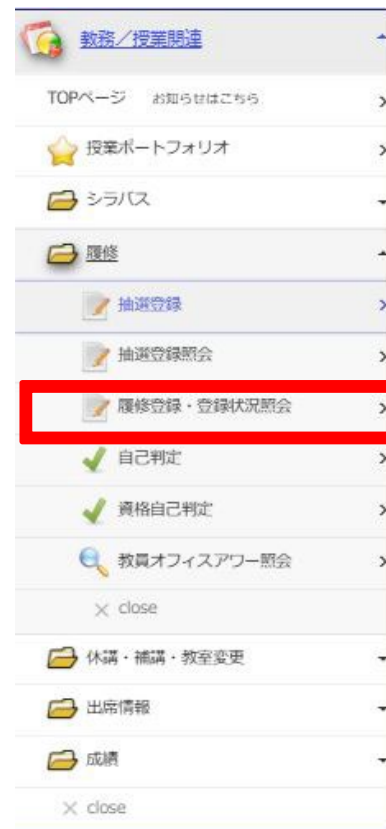 教務／授業関連
TOPページ お知らせはこちら
授業ポートフォリオ
シラバス
履修
抽選登録
抽選登録照会
履修登録・登録状況照会
自己判定
資格自己判定
教員オフィスアワー照会
× close
休講・補講・教室変更
出席情報
成績
× close